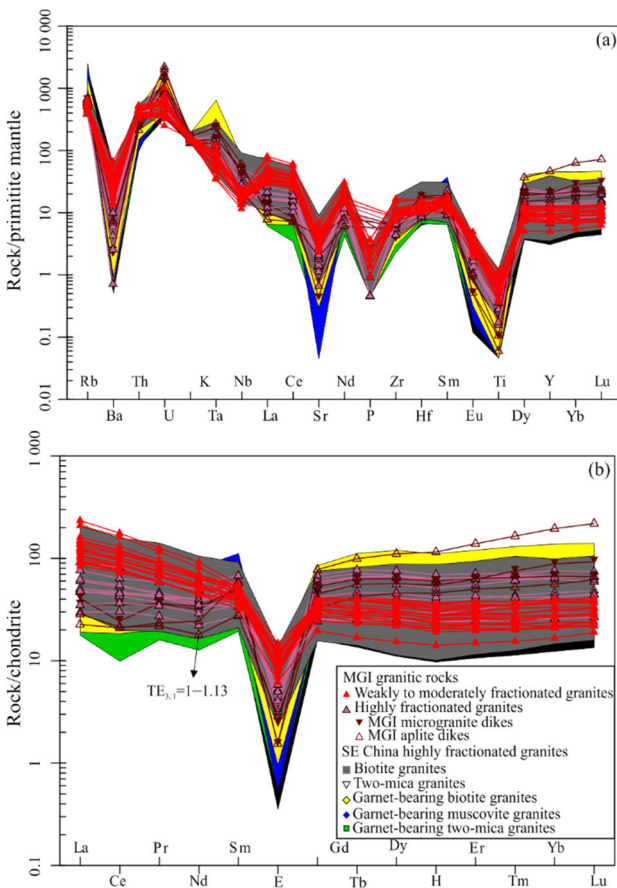 10 000
(a)
1 000
100
10
1
0.1
0.01
Rock/primitite mantle
Rb Th K Nb Ce Nd Zr Sm Ti Y Lu
Ba U Ta La Sr P Hf Eu Dy Yb
1 000
(b)
100
10
1
0.1
Rock/chondrite
TE3, 1=1−1.13
MGI granitic rocks
Weakly to moderately fractionated granites
Highly fractionated granites
MGI microgranite dikes
MGI aplite dikes
SE China highly fractionated granites
Biotite granites
Two-mica granites
Garnet-bearing biotite granites
Garnet-bearing muscovite granites
Garnet-bearing two-mica granites
La Pr Sm Gd Dy Er Yb
Ce Nd E Tb H Tm Lu